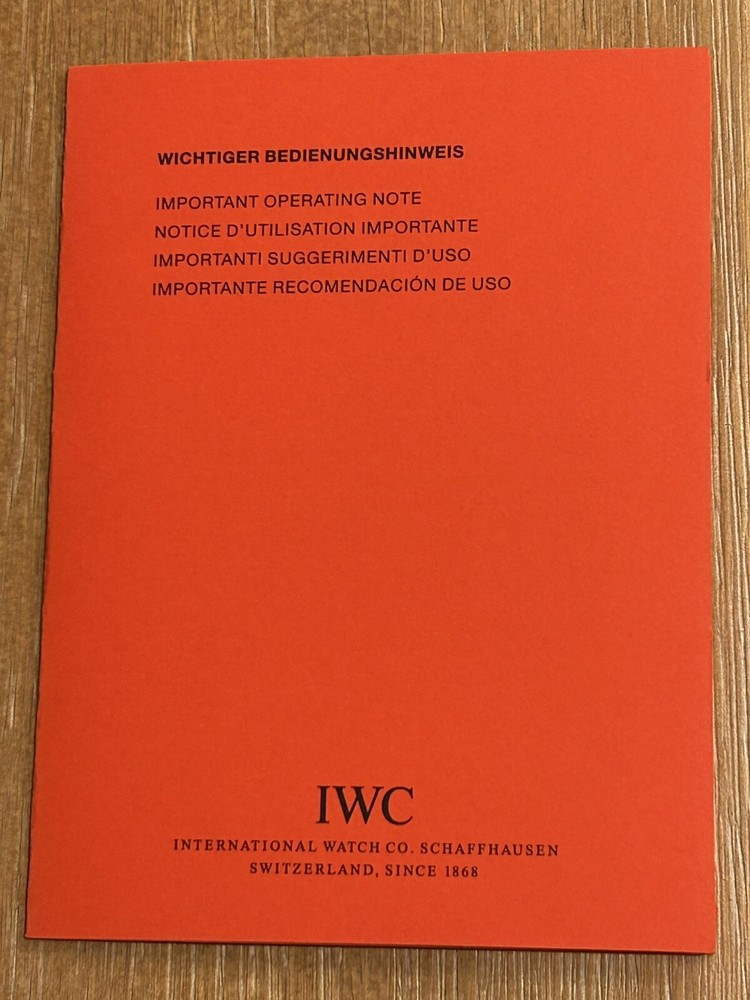 WICHTIGER BEDIENUNGSHINWEIS
IMPORTANT OPERATING NOTE
NOTICE D'UTILISATION IMPORTANTE
IMPORTANTI SUGGERIMENTI D'USO
IMPORTANTE RECOMENDACIÓN DE USO
IWC
INTERNATIONAL WATCH CO. SCHAFFHAUSEN
SWITZERLAND, SINCE 1868